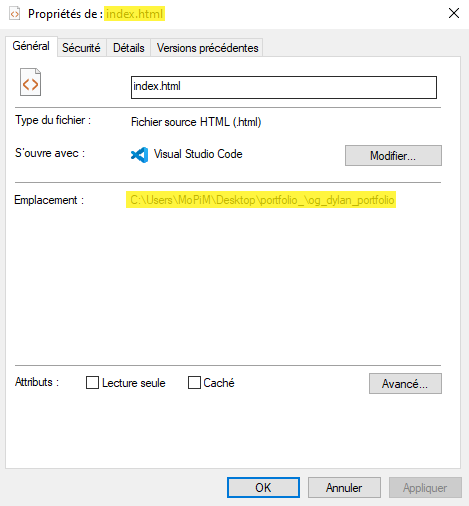 Propriétés de : index.html
Général Sécurité Détails Versions précédentes
index.html
Type du fichier : Fichier source HTML (.html)
S'ouvre avec : Visual Studio Code Modifier...
Emplacement : C:\Users\MoPiM\Desktop\portfolio_\og_dylan_portfolio
Attributs : Lecture seule Caché Avancé...
OK Annuler Appliquer